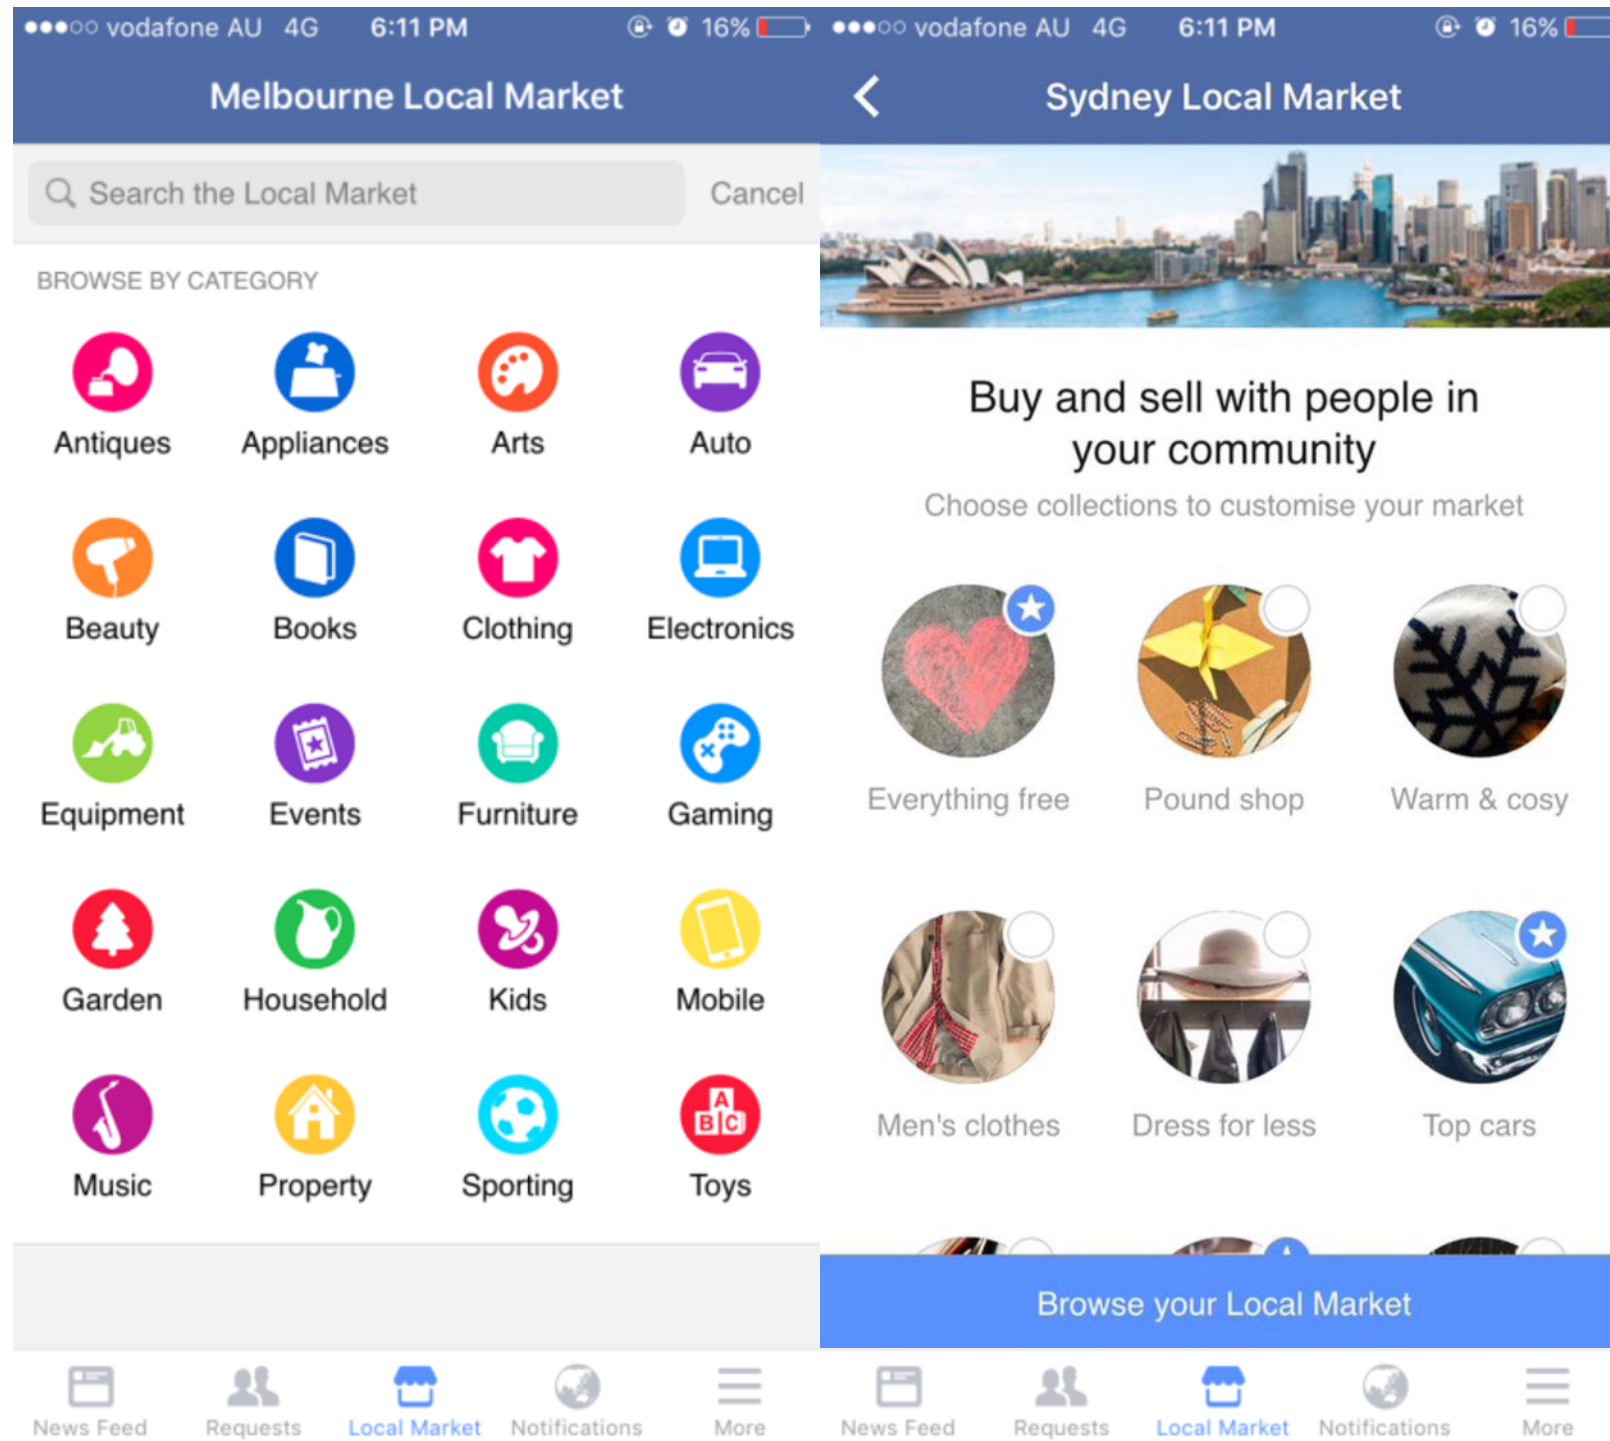 vodafone AU 4G 6:11 PM 16%
Melbourne Local Market
Search the Local Market Cancel
BROWSE BY CATEGORY
Antiques Appliances Arts Auto
Beauty Books Clothing Electronics
Equipment Events Furniture Gaming
Garden Household Kids Mobile
A
B C
Music Property Sporting Toys
News Feed Requests Local Market Notifications More
vodafone AU 4G 6:11 PM 16%
Sydney Local Market
Buy and sell with people in
your community
Choose collections to customise your market
Everything free Pound shop Warm & cosy
Men's clothes Dress for less Top cars
Browse your Local Market
News Feed Requests Local Market Notifications More